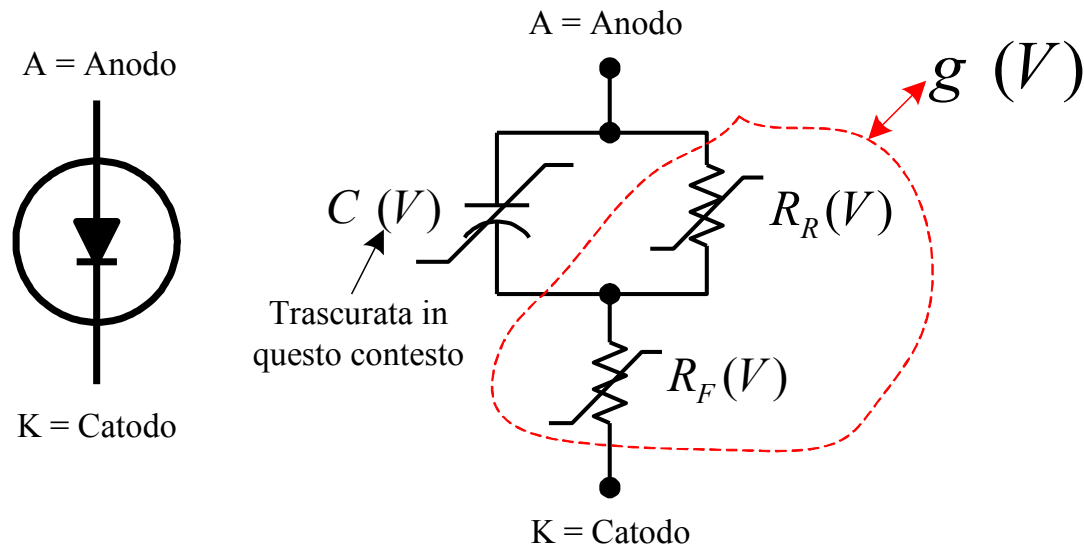 A = Anodo
K = Catodo
A = Anodo
g (V)
C (V)
R_R(V)
Trascurata in
questo contesto
R_F(V)
K = Catodo